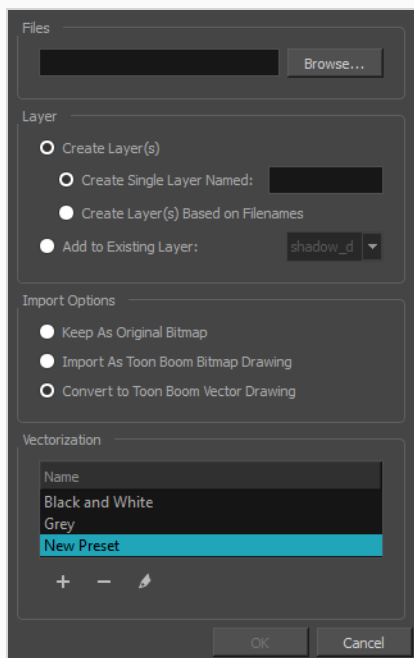 Files
Browse...
Layer
Create Layer(s)
Create Single Layer Named:
Create Layer(s) Based on Filenames
Add to Existing Layer: shadow_d
Import Options
Keep As Original Bitmap
Import As Toon Boom Bitmap Drawing
Convert to Toon Boom Vector Drawing
Vectorization
Name
Black and White
Grey
New Preset
OK Cancel